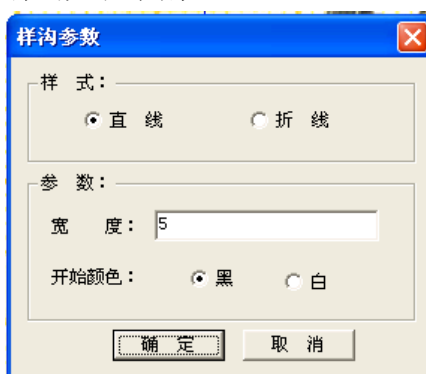 样沟参数
样 式：
直 线 折 线
参 数：
宽 度： 5
开始颜色： 黑 白
确 定 取 消